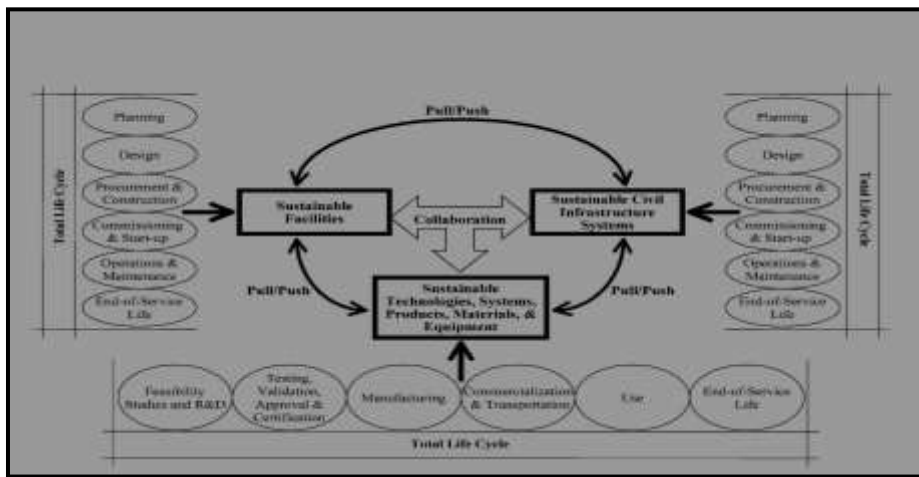 Pull/Push
Total Life Cycle
Planning
Design
Procurement &
Construction
Commissioning
& Start-up
Operations &
Maintenance
End-of-Service
Life
Sustainable
Facilities
Collaboration
Sustainable Civil
Infrastructure
Systems
Planning
Design
Procurement &
Construction
Commissioning
& Start-up
Operations &
Maintenance
End-of-Service
Life
Total Life Cycle
Pull/Push
Sustainable
Technologies, Systems,
Products, Materials, &
Equipment
Pull/Push
Feasibility
Studies and R&D
Testing,
Validation,
Approval &
Certification
Manufacturing
Commercialization
& Transportation
Use
End-of-Service
Life
Total Life Cycle